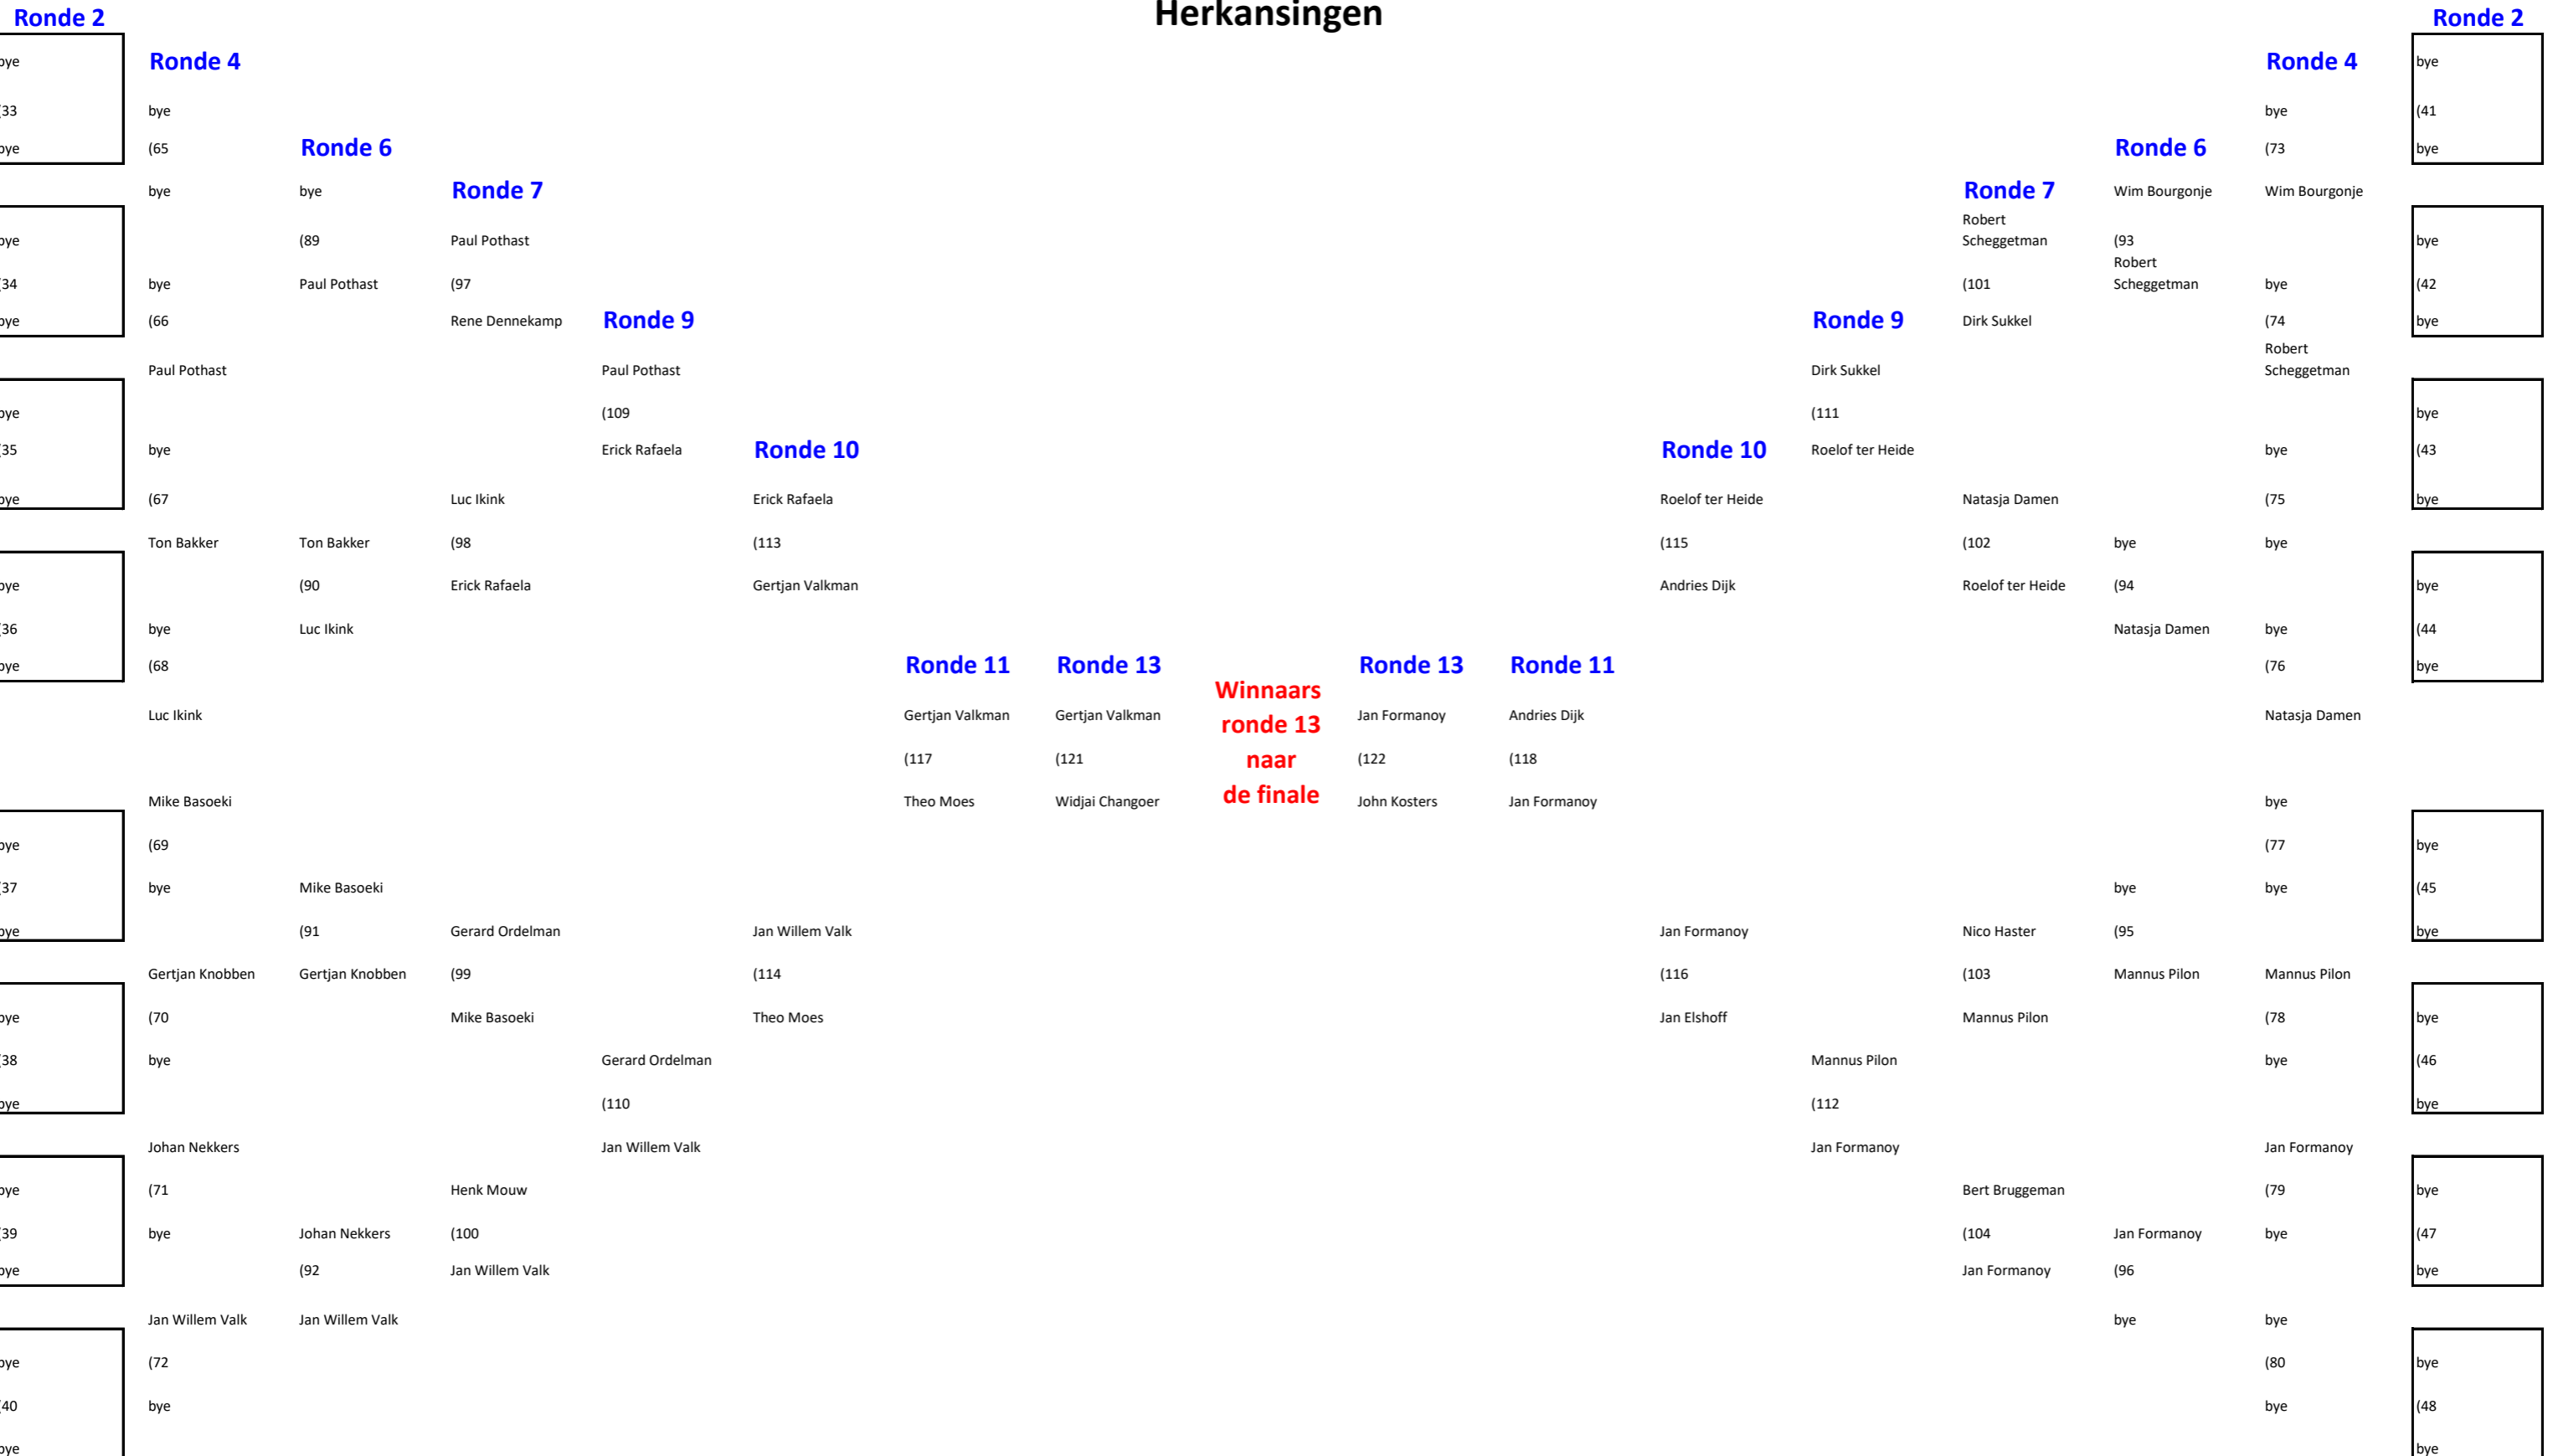 Herkansingen
Ronde 2 Ronde 2
bye Ronde 4 Ronde 4 bye
(33 bye bye (41
bye (65 Ronde 6 Ronde 6 (73 bye
bye bye Ronde 7 Ronde 7 Wim Bourgonje Wim Bourgonje
Robert
bye (89 Paul Pothast Scheggetman (93 bye
Robert
(34 bye Paul Pothast (97 (101 Scheggetman bye (42
bye (66 Rene Dennekamp Ronde 9 Ronde 9 Dirk Sukkel (74 bye
Robert
Paul Pothast Paul Pothast Dirk Sukkel Scheggetman
bye (109 (111 bye
(35 bye Erick Rafaela Ronde 10 Ronde 10 Roelof ter Heide bye (43
bye (67 Luc Ikink Erick Rafaela Roelof ter Heide Natasja Damen (75 bye
Ton Bakker Ton Bakker (98 (113 (115 (102 bye bye
bye (90 Erick Rafaela Gertjan Valkman Andries Dijk Roelof ter Heide (94 bye
(36 bye Luc Ikink Natasja Damen bye (44
bye (68 Ronde 11 Ronde 13 Ronde 13 Ronde 11 (76 bye
Winnaars
Luc Ikink Gertjan Valkman Gertjan Valkman ronde 13 Jan Formanoy Andries Dijk Natasja Damen
(117 (121 naar (122 (118
Mike Basoeki Theo Moes Widjai Changoer de finale John Kosters Jan Formanoy bye
bye (69 (77 bye
(37 bye Mike Basoeki bye bye (45
bye (91 Gerard Ordelman Jan Willem Valk Jan Formanoy Nico Haster (95 bye
Gertjan Knobben Gertjan Knobben (99 (114 (116 (103 Mannus Pilon Mannus Pilon
bye (70 Mike Basoeki Theo Moes Jan Elshoff Mannus Pilon (78 bye
(38 bye Gerard Ordelman Mannus Pilon bye (46
bye (110 (112 bye
Johan Nekkers Jan Willem Valk Jan Formanoy Jan Formanoy
bye (71 Henk Mouw Bert Bruggeman (79 bye
(39 bye Johan Nekkers (100 (104 Jan Formanoy bye (47
bye (92 Jan Willem Valk Jan Formanoy (96 bye
Jan Willem Valk Jan Willem Valk bye bye
bye (72 (80 bye
(40 bye bye (48
bye bye